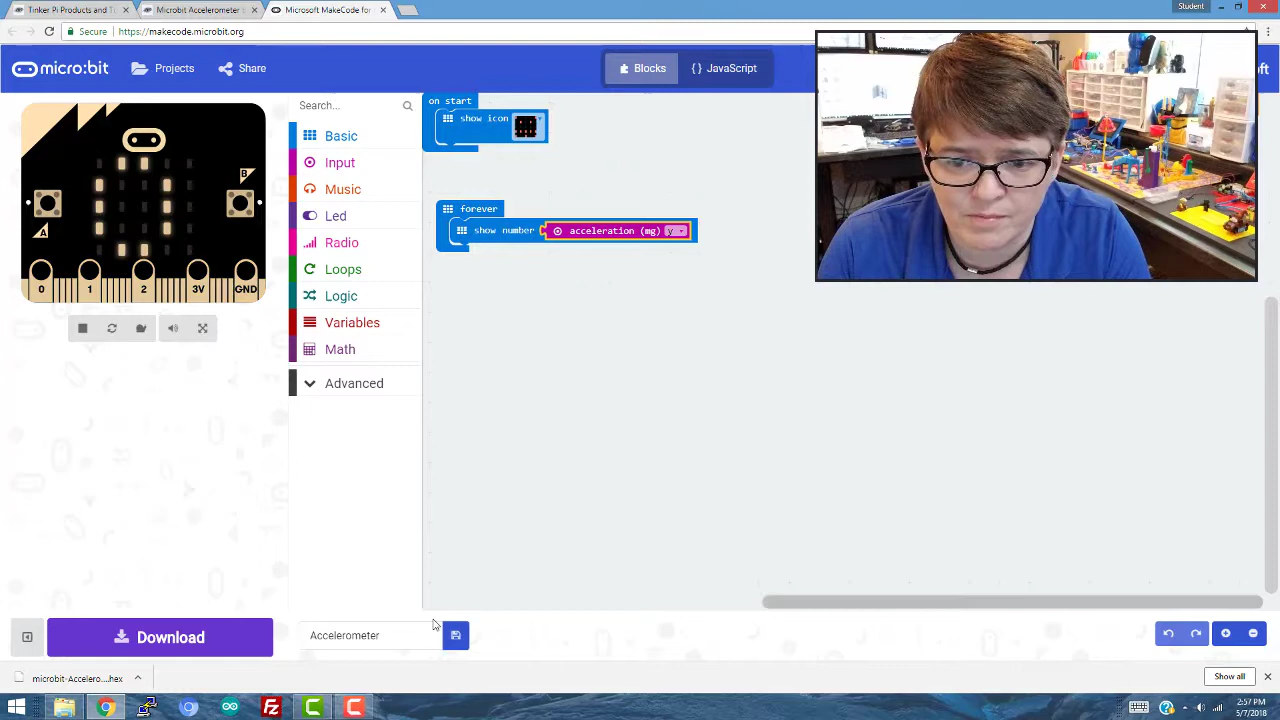 Tinker Pi Products and Tu
Microbit Accelerometer
Microsoft MakeCode for
Student
Secure
https://makecode.microbit.org
micro:bit
Projects
Share
Blocks
{ } JavaScript
oft
Search...
Basic
Input
Music
Led
Radio
Loops
Logic
Variables
Math
Advanced
on start
show icon
forever
show number
acceleration (mg)
y
A
B
0
1
2
3V
GND
Download
Accelerometer
microbit-Accelero....hex
Show all
2:57 PM
5/7/2018